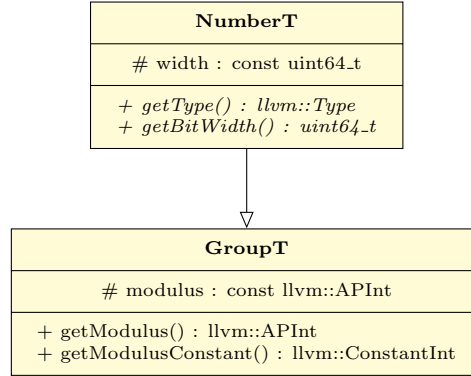 NumberT
# width : const uint64_t
+ getType() : llvm::Type
+ getBitWidth() : uint64_t
GroupT
# modulus : const llvm::APInt
+ getModulus() : llvm::APInt
+ getModulusConstant() : llvm::ConstantInt